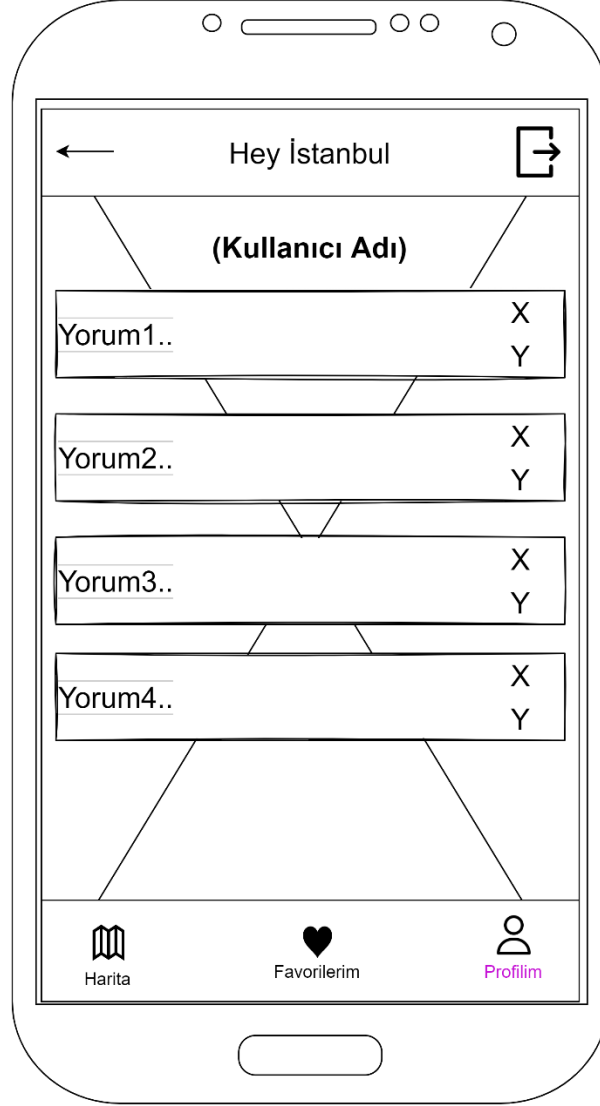 Hey İstanbul
(Kullanıcı Adı)
Yorum1..
X
Y
Yorum2..
X
Y
Yorum3..
X
Y
Yorum4..
X
Y
Harita
Favorilerim
Profilim